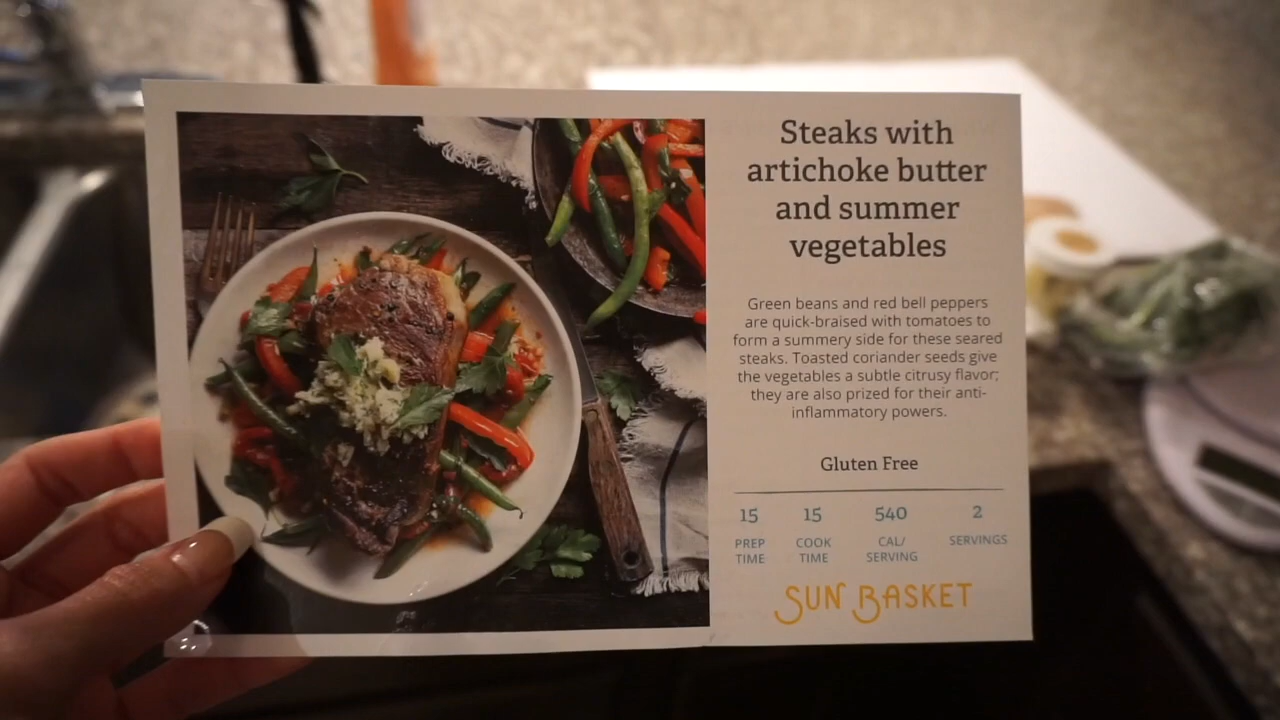 Steaks with
artichoke butter
and summer
vegetables
Green beans and red bell peppers
are quick-braised with tomatoes to
form a summery side for these seared
steaks. Toasted coriander seeds give
the vegetables a subtle citrusy flavor;
they are also prized for their anti-
inflammatory powers.
Gluten Free
15 15 540 2
PREP COOK CAL/ SERVINGS
TIME TIME SERVING
SUN BASKET